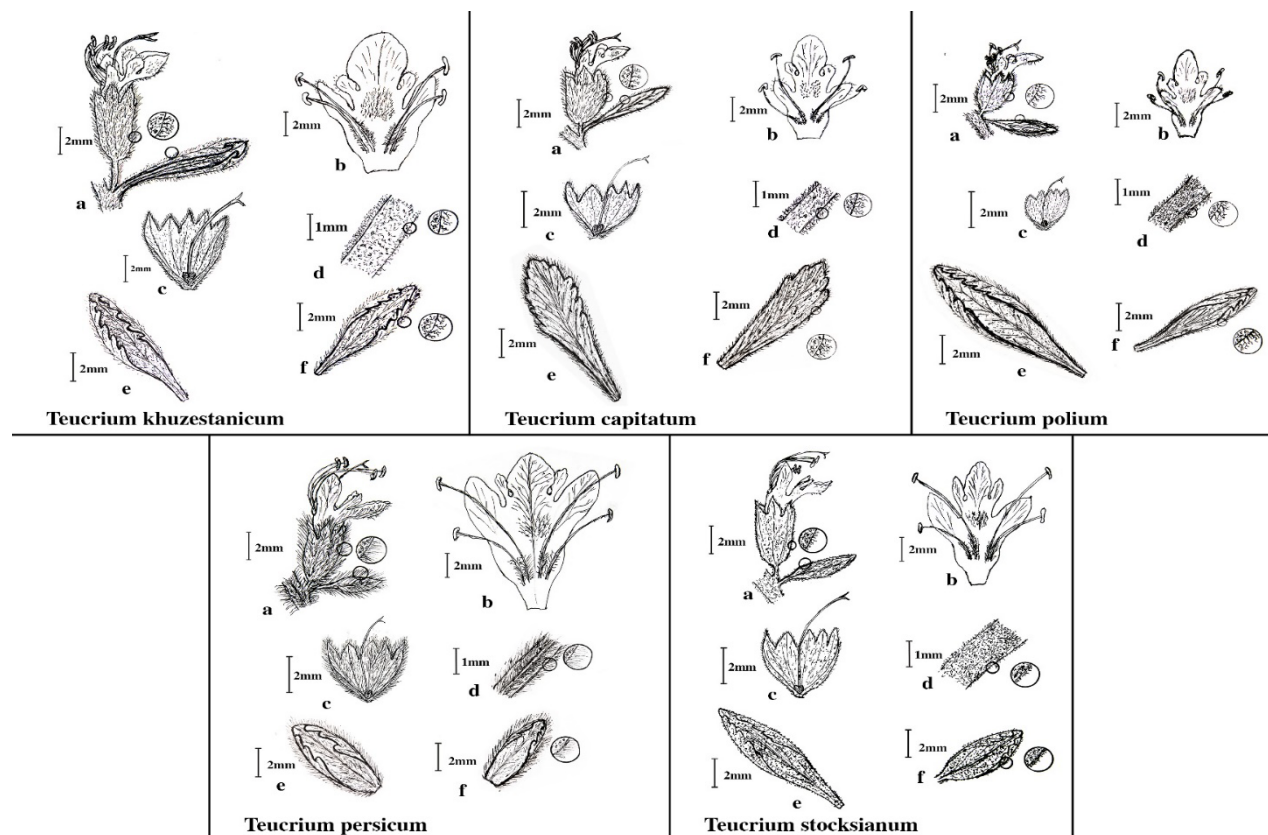 2mm
a
2mm
b
2mm
c
1mm
d
2mm
e
2mm
f
Teucrium khuzestanicum
2mm
a
2mm
b
2mm
c
1mm
d
2mm
e
2mm
f
Teucrium capitatum
2mm
a
2mm
b
2mm
c
1mm
d
2mm
e
2mm
f
Teucrium polium
2mm
a
2mm
b
2mm
c
1mm
d
2mm
e
2mm
f
Teucrium persicum
2mm
a
2mm
b
2mm
c
1mm
d
2mm
e
2mm
f
Teucrium stocksianum